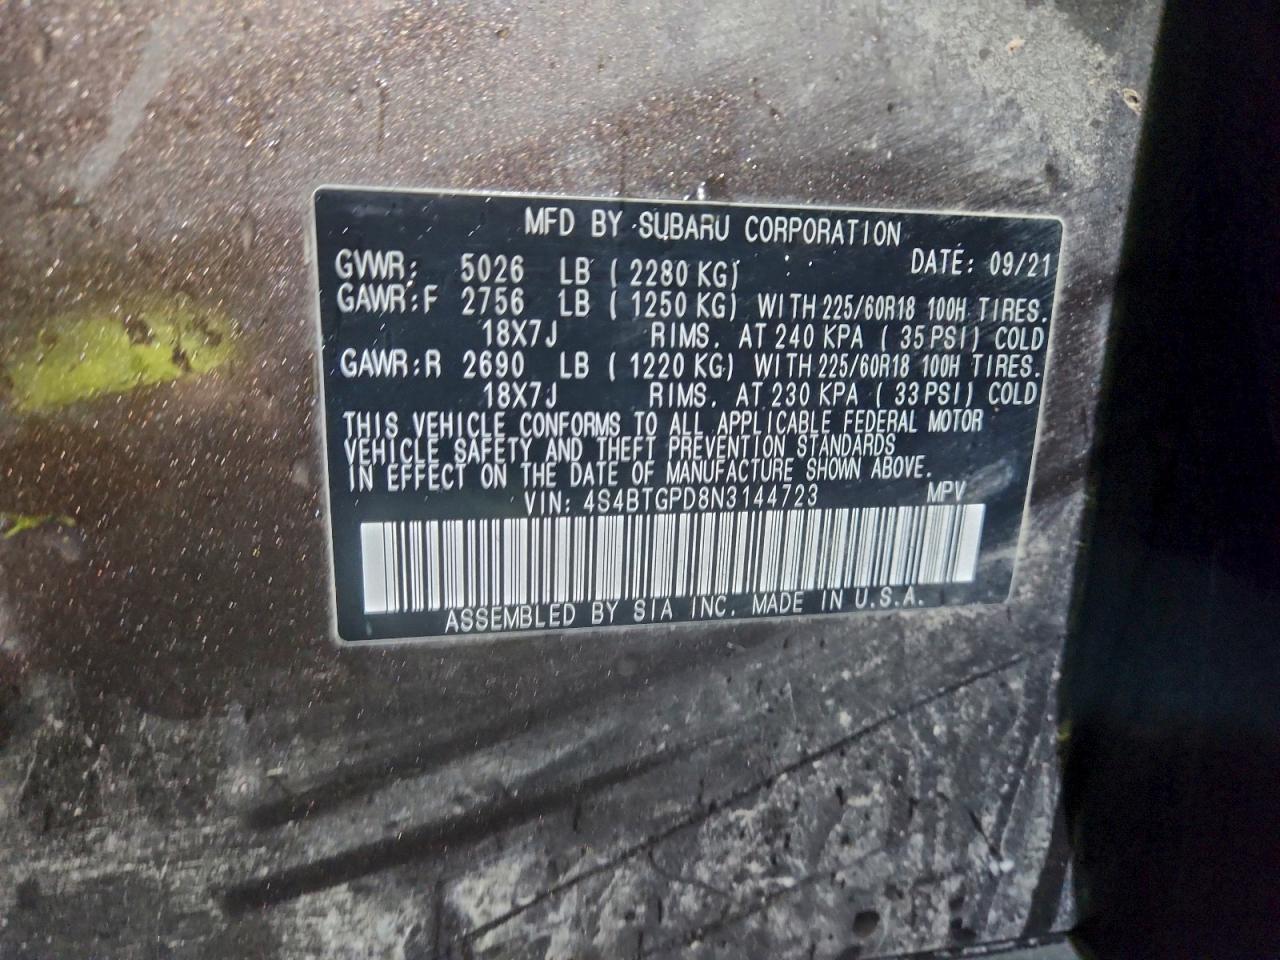 MFD BY SUBARU CORPORATION
GVWR: 5026 LB ( 2280 KG) DATE: 09/21
GAWR:F 2756 LB ( 1250 KG) WITH 225/60R18 100H TIRES.
18X7J RIMS. AT 240 KPA ( 35 PSI) COLD
GAWR:R 2690 LB ( 1220 KG) WITH 225/60R18 100H TIRES.
18X7J RIMS. AT 230 KPA ( 33 PSI) COLD
THIS VEHICLE CONFORMS TO ALL APPLICABLE FEDERAL MOTOR
VEHICLE SAFETY AND THEFT PREVENTION STANDARDS
IN EFFECT ON THE DATE OF MANUFACTURE SHOWN ABOVE.
VIN: 4S4BTGPD8N3144723 MPV
ASSEMBLED BY SIA INC. MADE IN U.S.A.